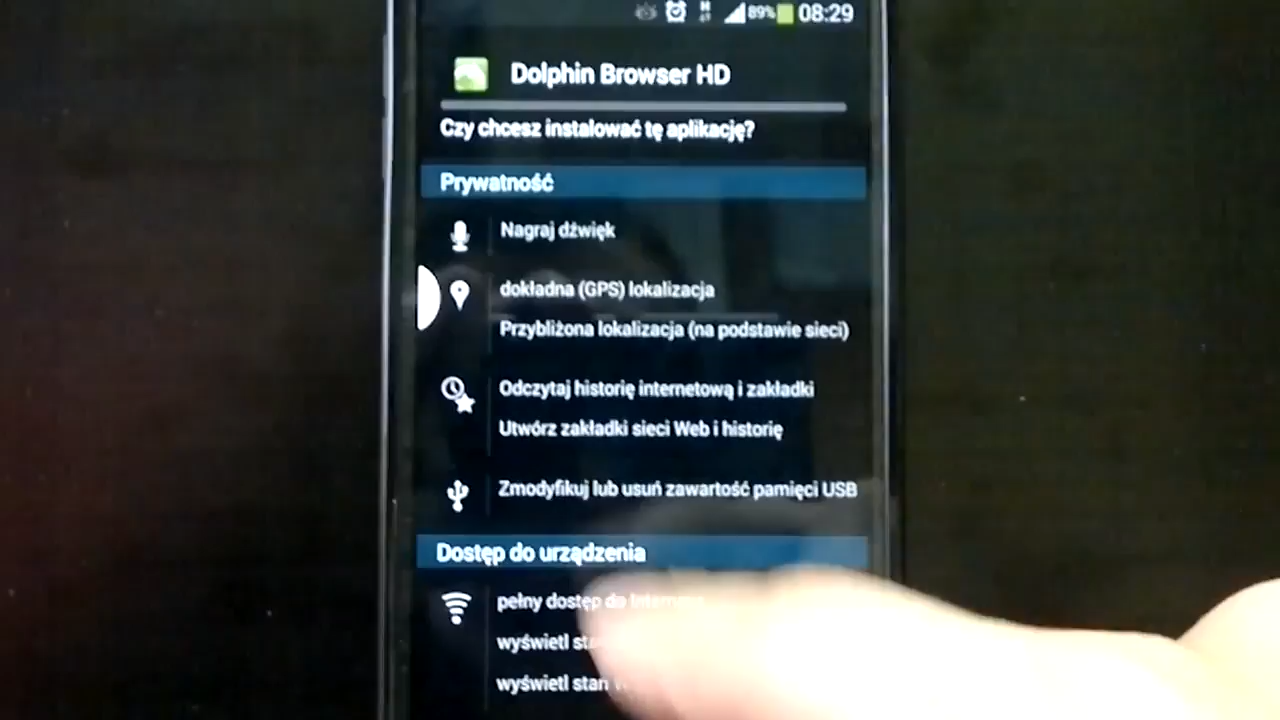 89% 08:29
Dolphin Browser HD
Czy chcesz instalować tę aplikację?
Prywatność
Nagraj dźwięk
dokładna (GPS) lokalizacja
Przybliżona lokalizacja (na podstawie sieci)
Odczytaj historię internetową i zakładki
Utwórz zakładki sieci Web i historię
Zmodyfikuj lub usuń zawartość pamięci USB
Dostęp do urządzenia
pełny dostęp do
wyświetl
wyświetl stan